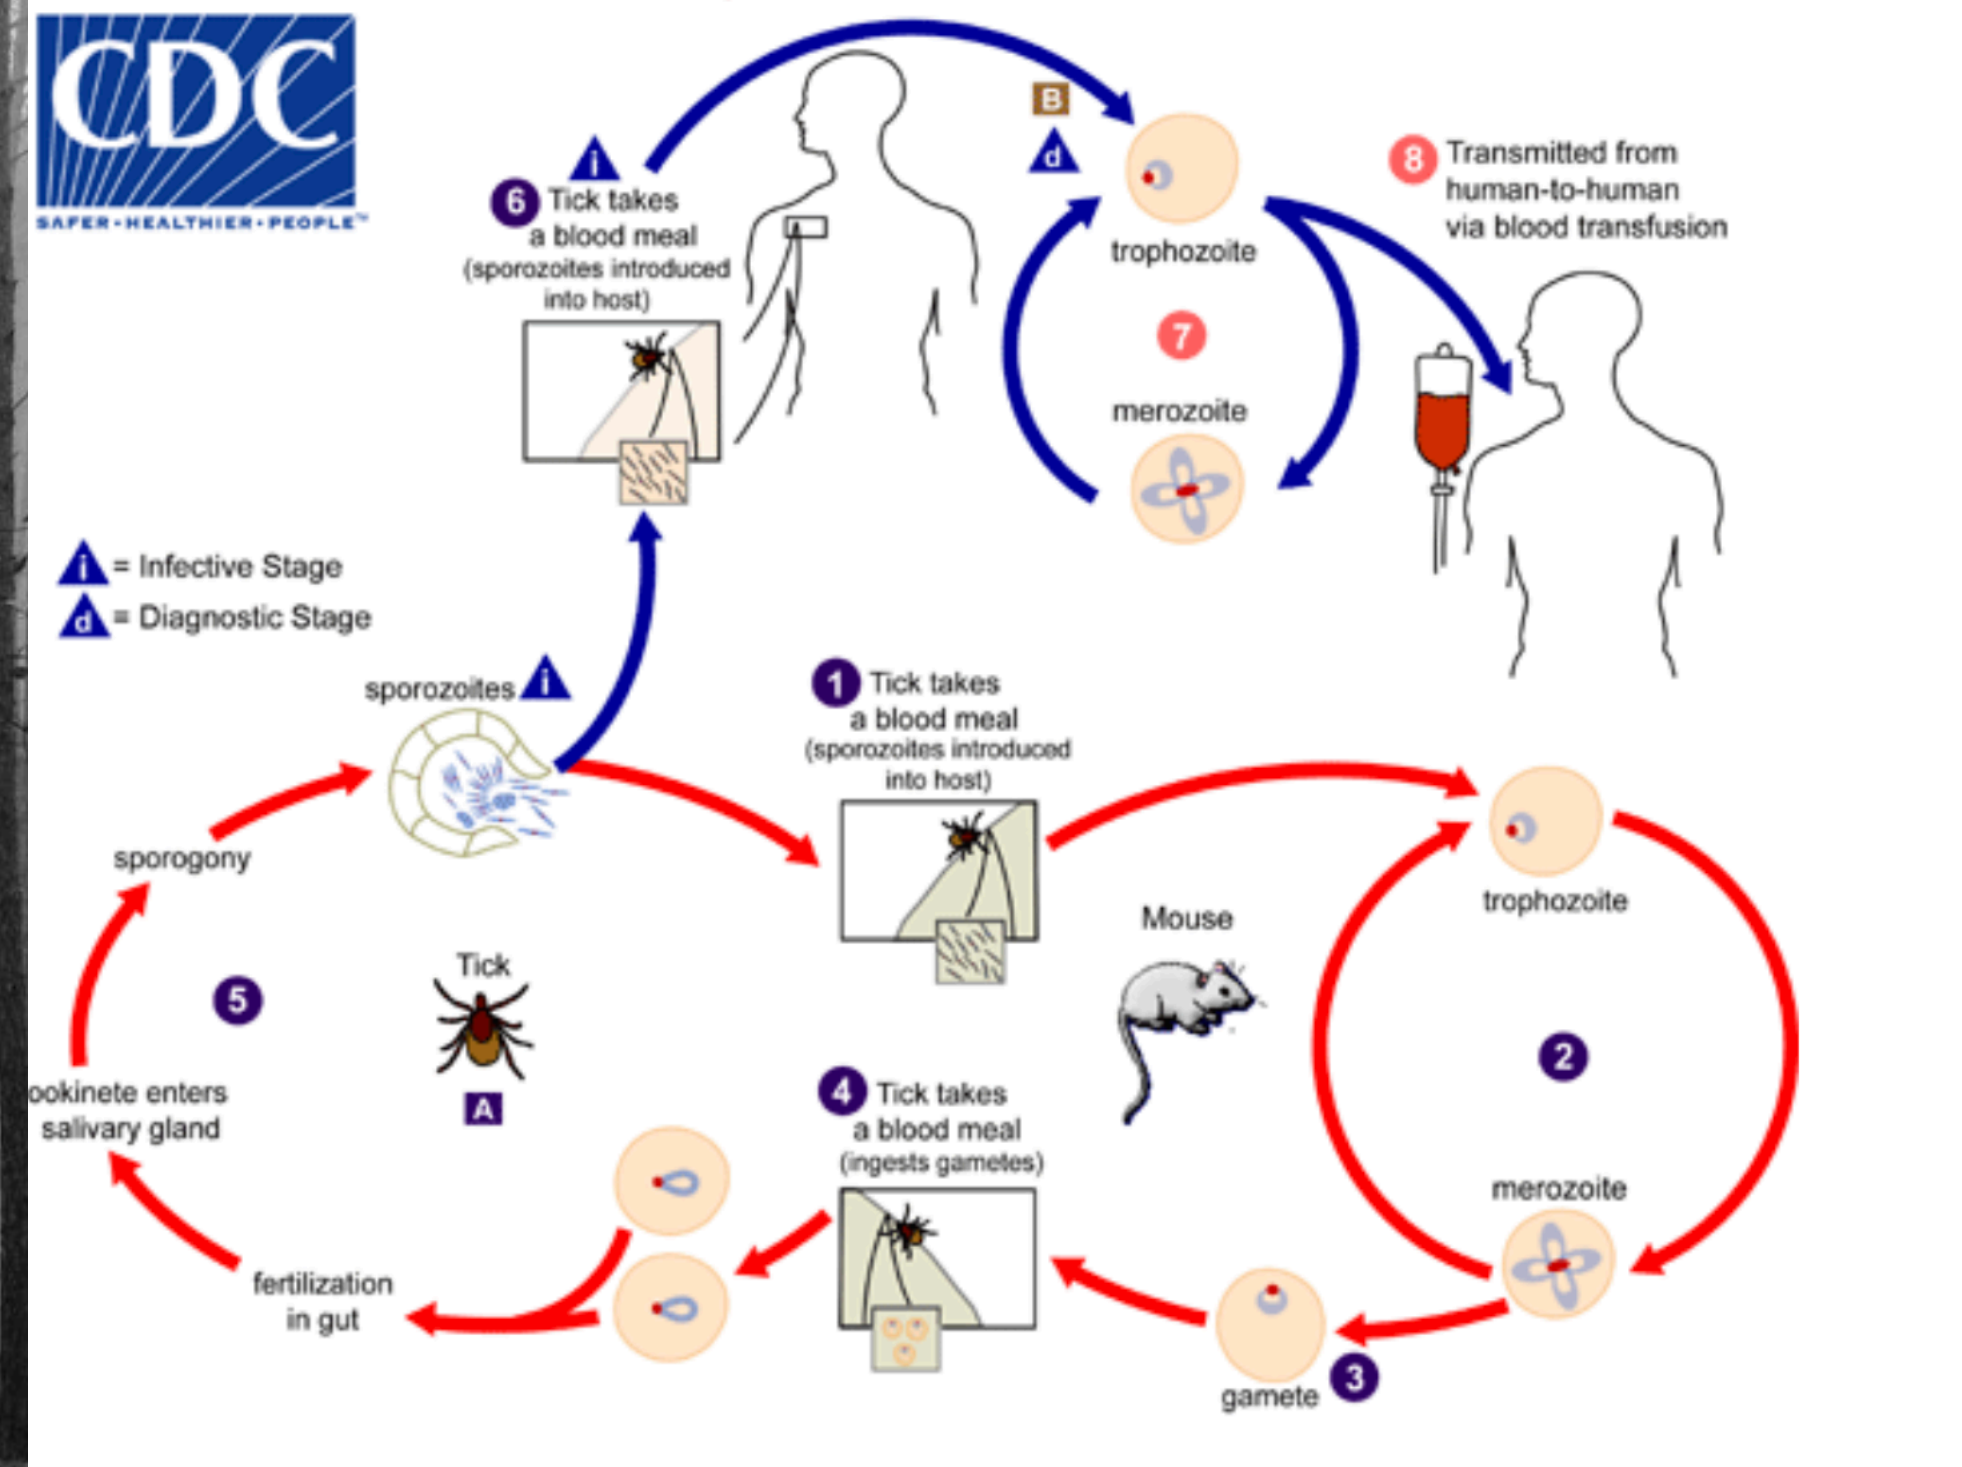 CDC
SAFER • HEALTHIER • PEOPLE™
B
d
i
6 Tick takes
a blood meal
(sporozoites introduced
into host)
trophozoite
7
merozoite
8 Transmitted from
human-to-human
via blood transfusion
i = Infective Stage
d = Diagnostic Stage
sporozoites i
1 Tick takes
a blood meal
(sporozoites introduced
into host)
sporogony
trophozoite
Mouse
Tick
5
A
2
ookinete enters
salivary gland
4 Tick takes
a blood meal
(ingests gametes)
merozoite
fertilization
in gut
gamete
3